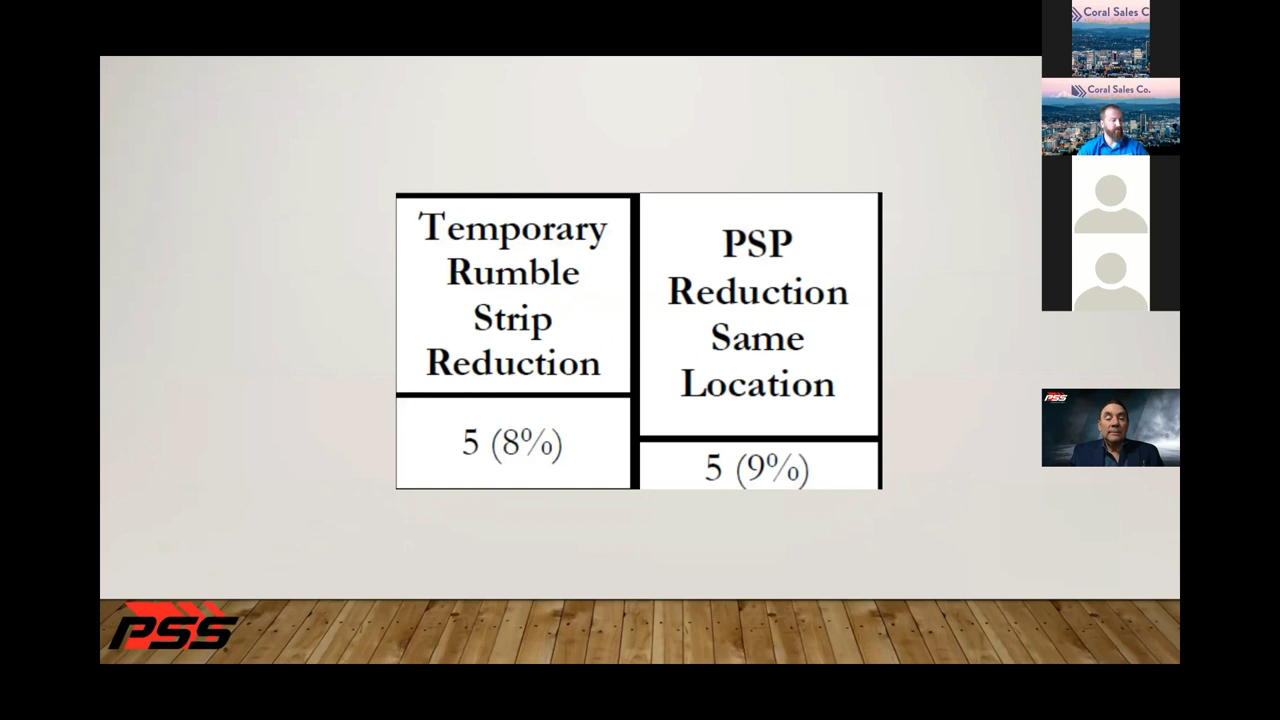 Coral Sales C
Coral Sales Co.
Temporary
Rumble
Strip
Reduction
5 (8%)
PSP
Reduction
Same
Location
5 (9%)
PSS
PSS